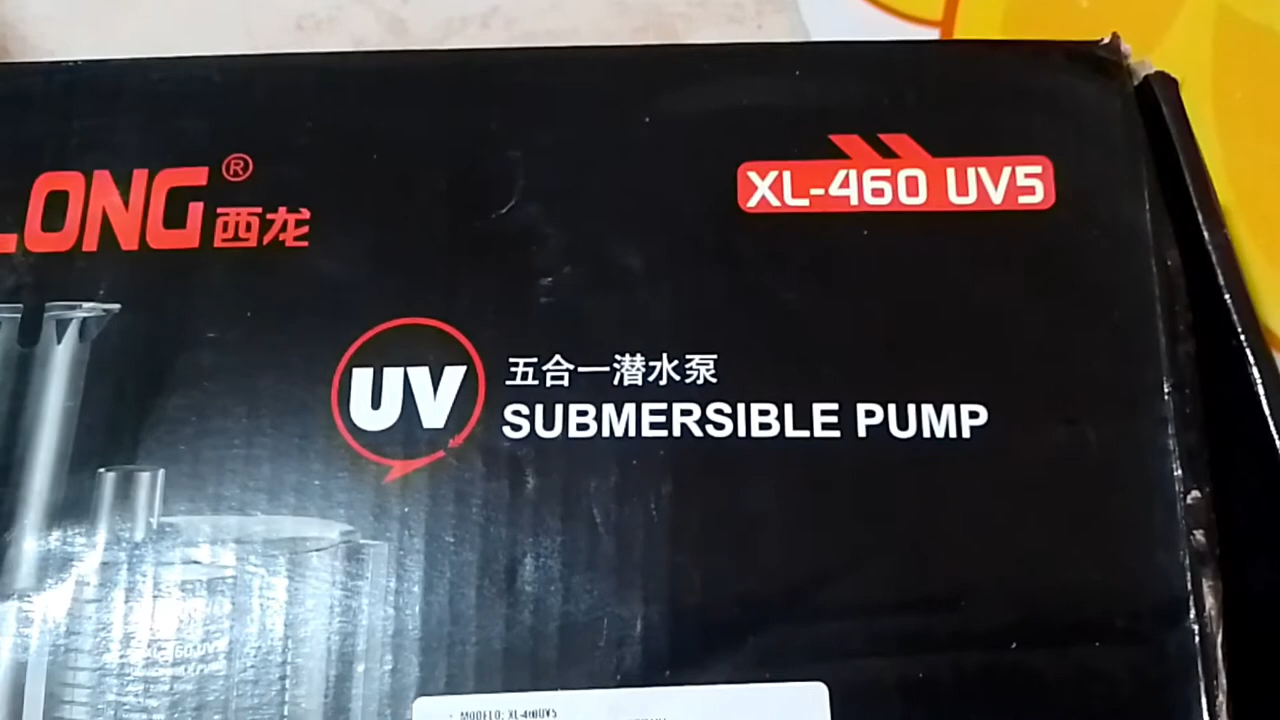 LONG®
西龙
XL-460 UV5
UV
五合一潜水泵
SUBMERSIBLE PUMP
MODELO: XL-460UV5